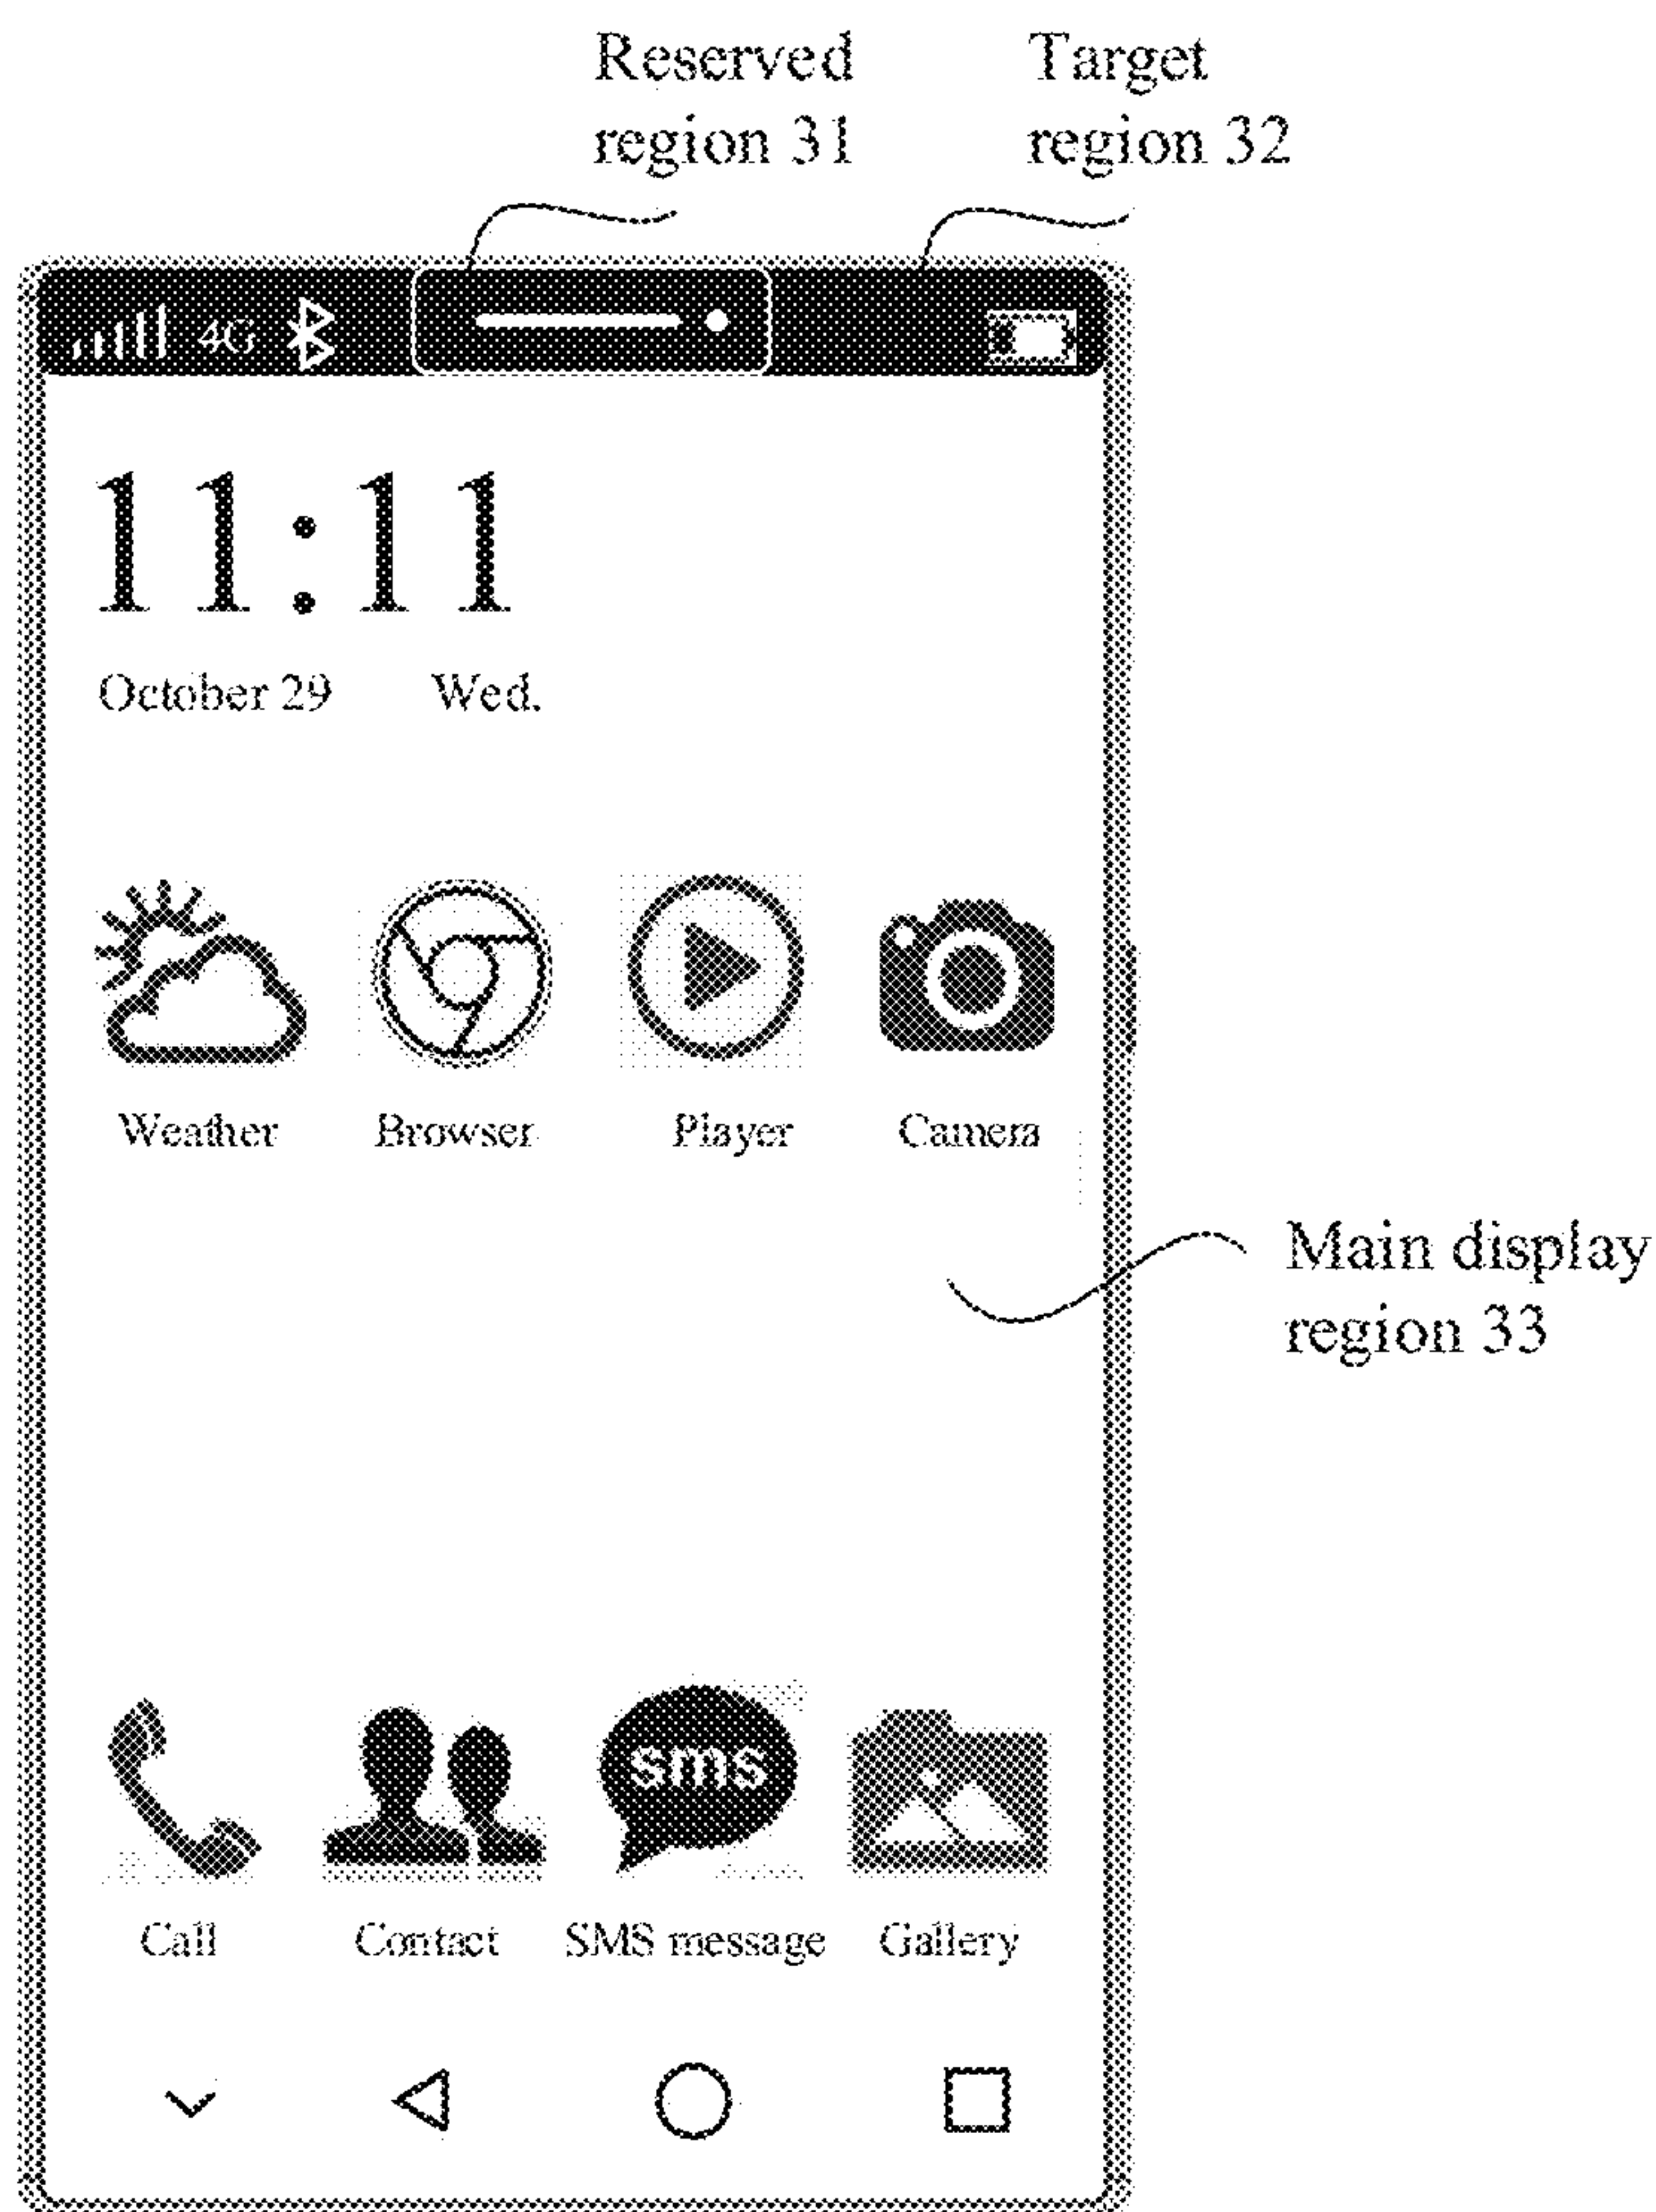 Reserved
region 31
Target
region 32
4G
11:11
October 29 Wed.
Weather Browser Player Camera
Main display
region 33
sms
Call Contact SMS message Gallery